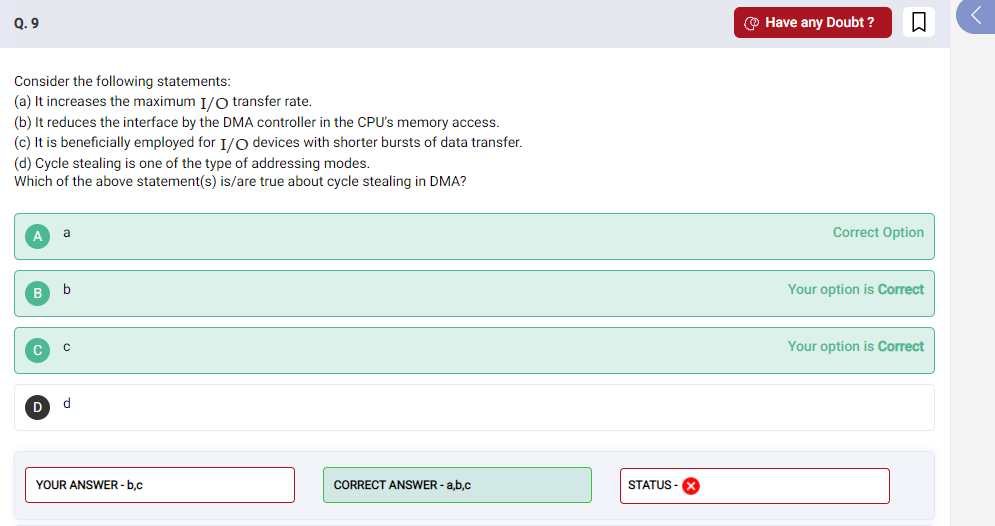 Q. 9
Have any Doubt ?
Consider the following statements:
(a) It increases the maximum I/O transfer rate.
(b) It reduces the interface by the DMA controller in the CPU's memory access.
(c) It is beneficially employed for I/O devices with shorter bursts of data transfer.
(d) Cycle stealing is one of the type of addressing modes.
Which of the above statement(s) is/are true about cycle stealing in DMA?
A a Correct Option
B b Your option is Correct
C c Your option is Correct
D d
YOUR ANSWER - b,c CORRECT ANSWER - a,b,c STATUS -